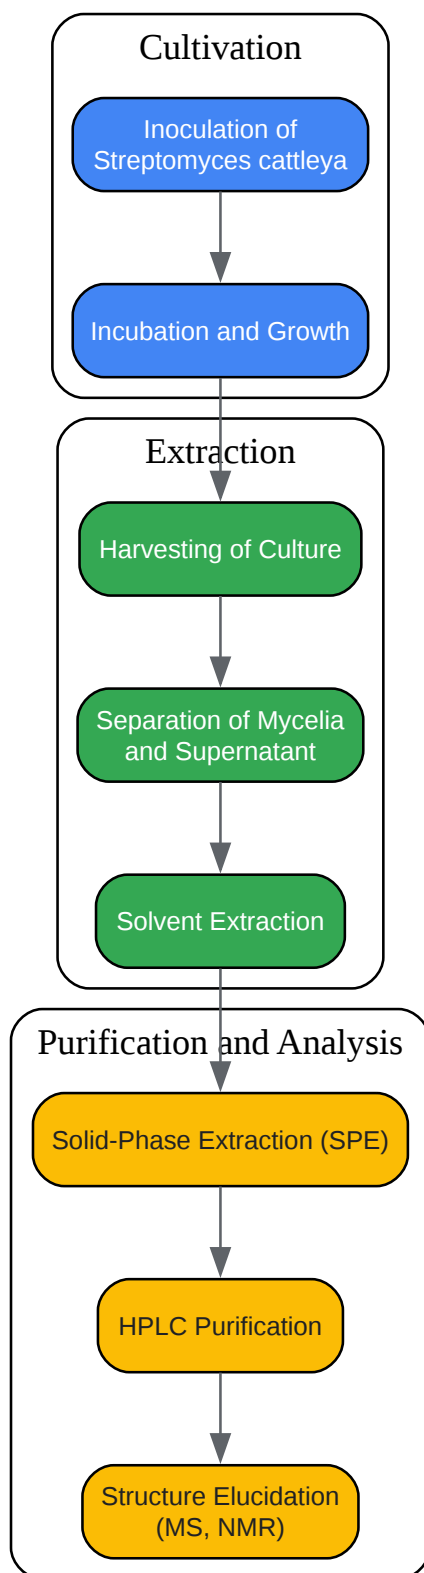 Cultivation
Inoculation of
Streptomyces cattleya
Incubation and Growth
Extraction
Harvesting of Culture
Separation of Mycelia
and Supernatant
Solvent Extraction
Purification and Analysis
Solid-Phase Extraction (SPE)
HPLC Purification
Structure Elucidation
(MS, NMR)